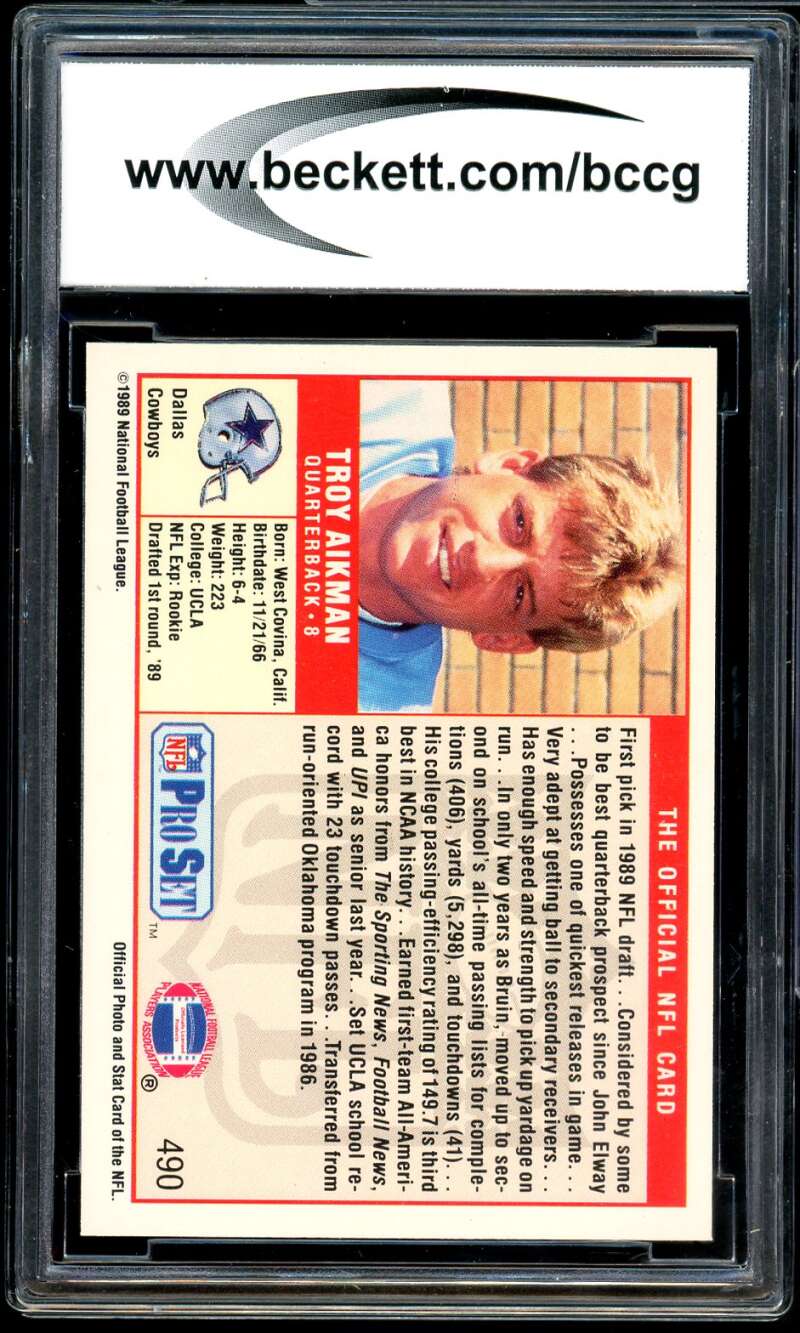 www.beckett.com/bccg
THE OFFICIAL NFL CARD
TROY AIKMAN
QUARTERBACK • 8
Dallas
Cowboys
Born: West Covina, Calif.
Birthdate: 11/21/66
Height: 6-4
Weight: 223
College: UCLA
NFL Exp: Rookie
Drafted 1st round, '89
First pick in 1989 NFL draft. . .Considered by some
to be best quarterback prospect since John Elway
. . .Possesses one of quickest releases in game. . .
Very adept at getting ball to secondary receivers. . .
Has enough speed and strength to pick up yardage on
run. . .In only two years as Bruin, moved up to sec-
ond on school's all-time passing lists for comple-
tions (406), yards (5,298), and touchdowns (41). . .
His college passing-efficiency rating of 149.7 is third
best in NCAA history. . .Earned first-team All-Ameri-
ca honors from The Sporting News, Football News,
and UPI as senior last year. . .Set UCLA school re-
cord with 23 touchdown passes. . .Transferred from
run-oriented Oklahoma program in 1986.
NFL PRO SET ™
NATIONAL FOOTBALL LEAGUE
Officially Licensed
Product
PLAYERS ASSOCIATION ®
490
©1989 National Football League.
Official Photo and Stat Card of the NFL.